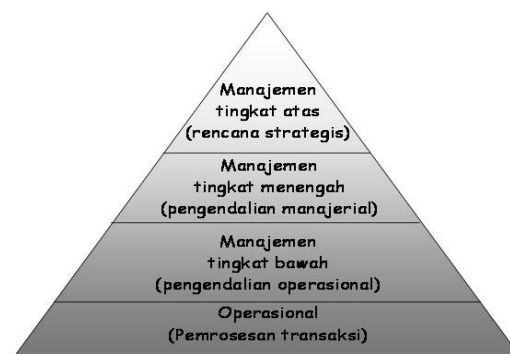 Manajemen
tingkat atas
(rencana strategis)
Manajemen
tingkat menengah
(pengendalian manajerial)
Manajemen
tingkat bawah
(pengendalian operasional)
Operasional
(Pemrosesan transaksi)